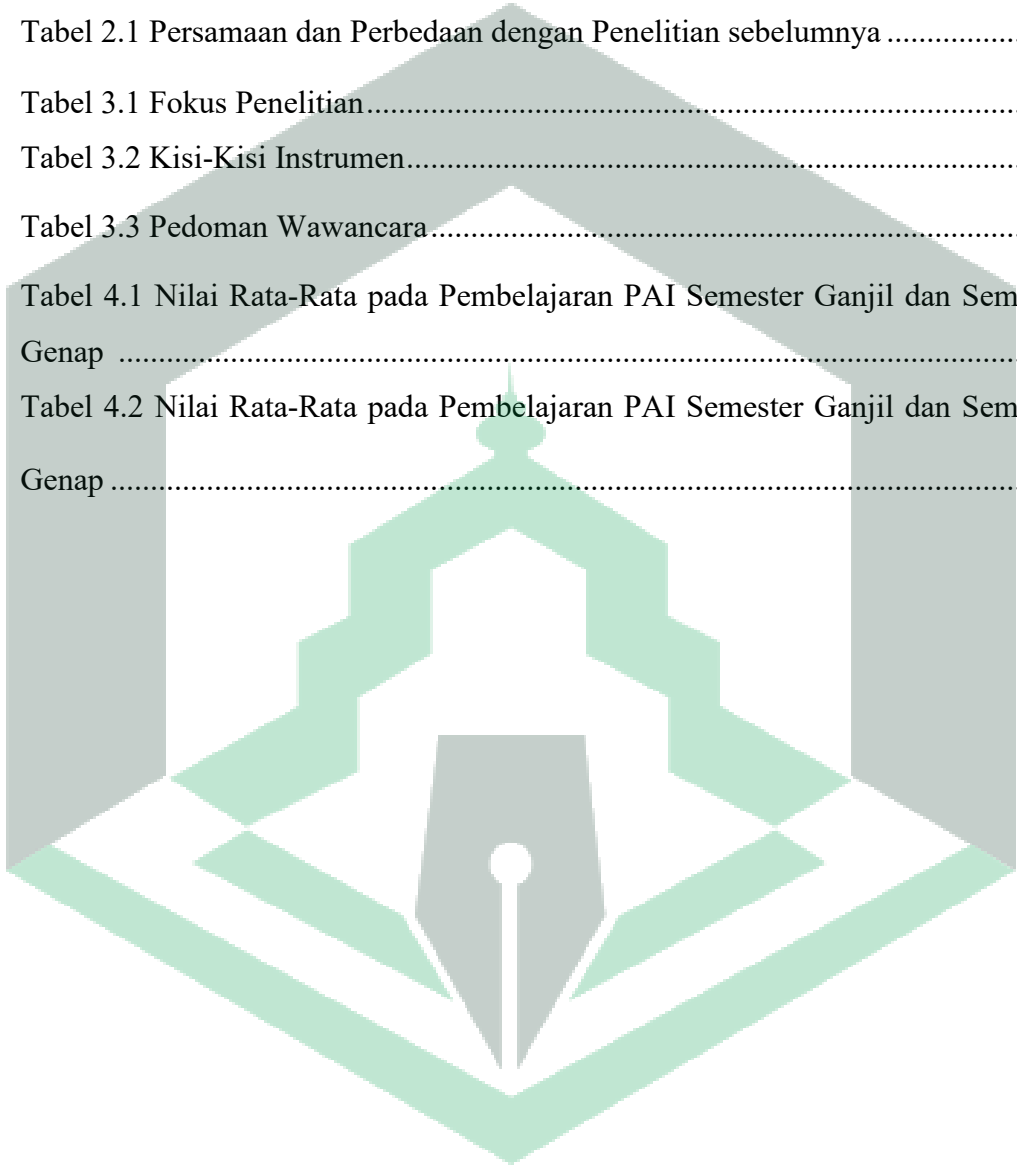 Tabel 2.1 Persamaan dan Perbedaan dengan Penelitian sebelumnya ................
Tabel 3.1 Fokus Penelitian................................................................................
Tabel 3.2 Kisi-Kisi Instrumen...........................................................................
Tabel 3.3 Pedoman Wawancara........................................................................
Tabel 4.1 Nilai Rata-Rata pada Pembelajaran PAI Semester Ganjil dan Sem
Genap ................................................................................................................
Tabel 4.2 Nilai Rata-Rata pada Pembelajaran PAI Semester Ganjil dan Sem
Genap .................................................................................................................